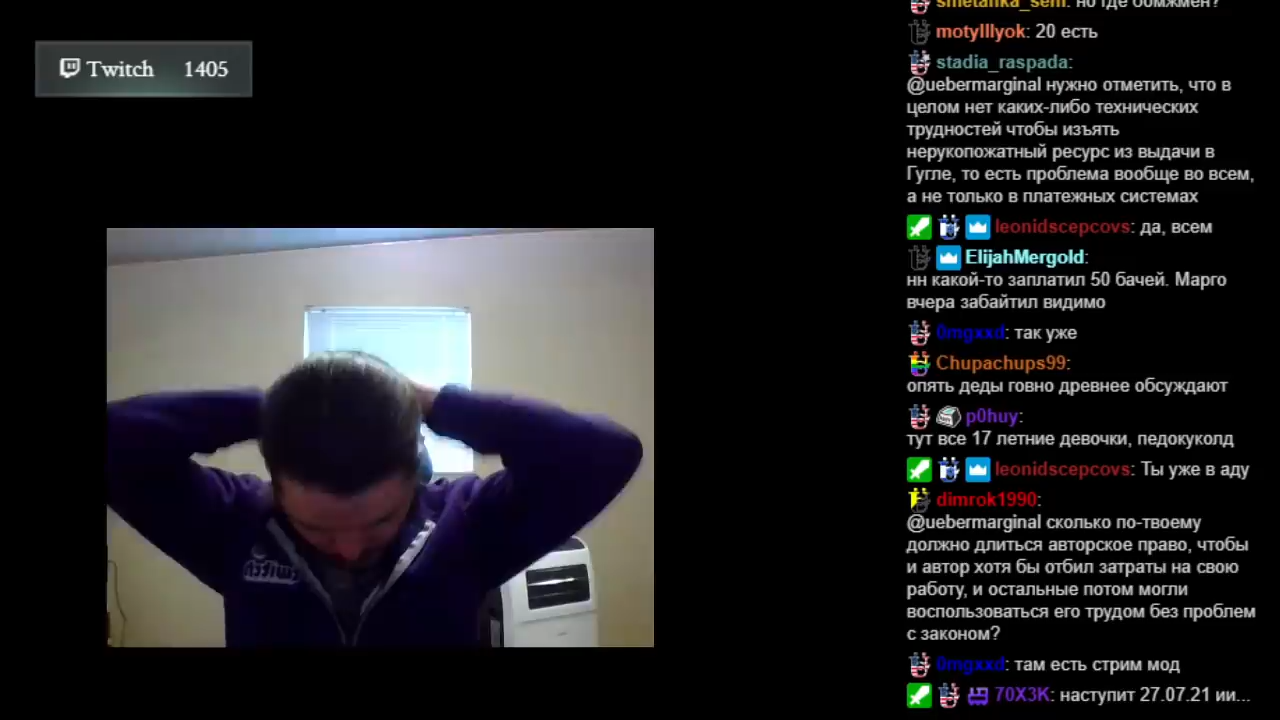 Twitch 1405
smetanka_seni: но где бомжмен?
motylllyok: 20 есть
stadia_raspada:
@uebermarginal нужно отметить, что в
целом нет каких-либо технических
трудностей чтобы изъять
нерукопожатный ресурс из выдачи в
Гугле, то есть проблема вообще во всем,
а не только в платежных системах
leonidscepcovs: да, всем
ElijahMergold:
нн какой-то заплатил 50 бачей. Марго
вчера забайтил видимо
0mgxxd: так уже
Chupachups99:
опять деды говно древнее обсуждают
p0huy:
тут все 17 летние девочки, педокуколд
leonidscepcovs: Ты уже в аду
dimrok1990:
@uebermarginal сколько по-твоему
должно длиться авторское право, чтобы
и автор хотя бы отбил затраты на свою
работу, и остальные потом могли
воспользоваться его трудом без проблем
с законом?
0mgxxd: там есть стрим мод
70X3K: наступит 27.07.21 ии...